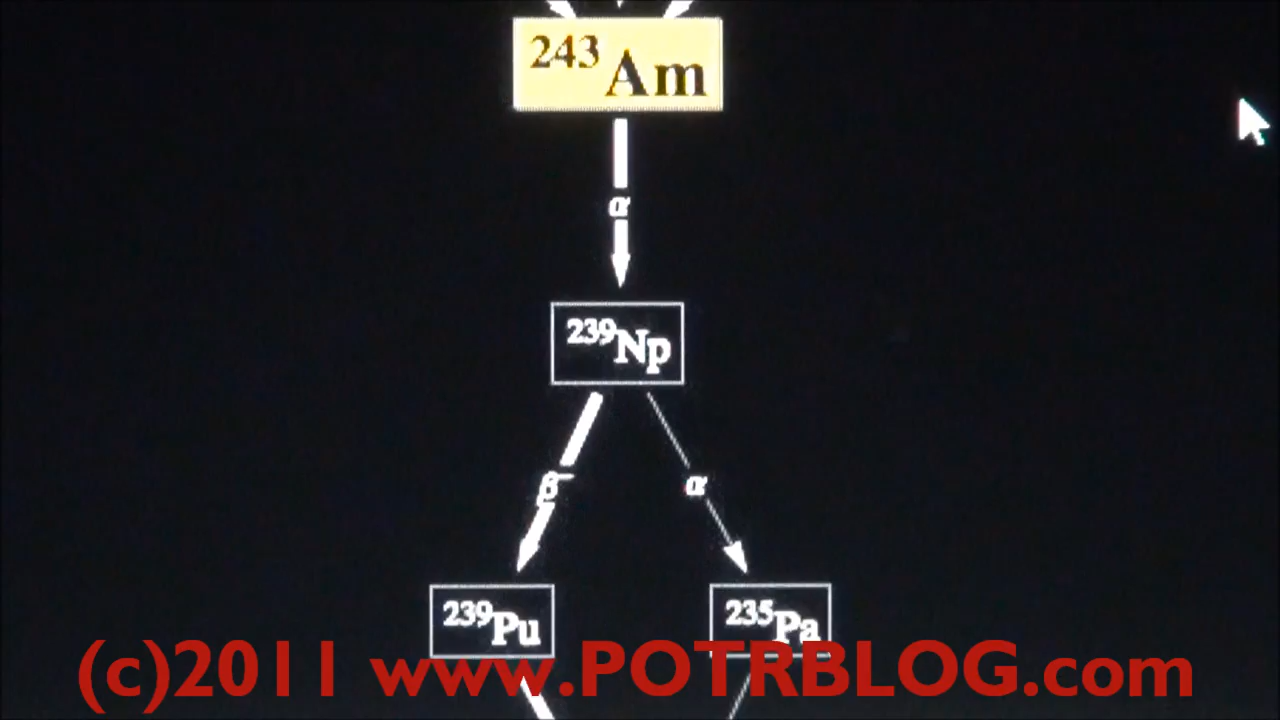 243Am
α
239Np
β− α
239Pu 235Pa
(c)2011 www.POTRBLOG.com